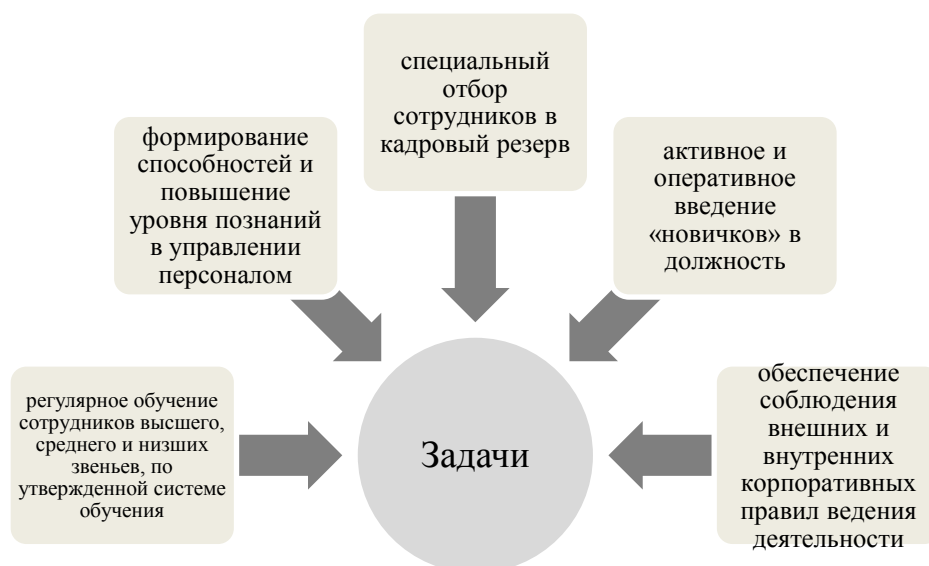 регулярное обучение
сотрудников высшего,
среднего и низших
звеньев, по
утвержденной системе
обучения
формирование
способностей и
повышение
уровня познаний
в управлении
персоналом
специальный
отбор
сотрудников в
кадровый резерв
активное и
оперативное
введение
«новичков» в
должность
обеспечение
соблюдения
внешних и
внутренних
корпоративных
правил ведения
деятельности
Задачи